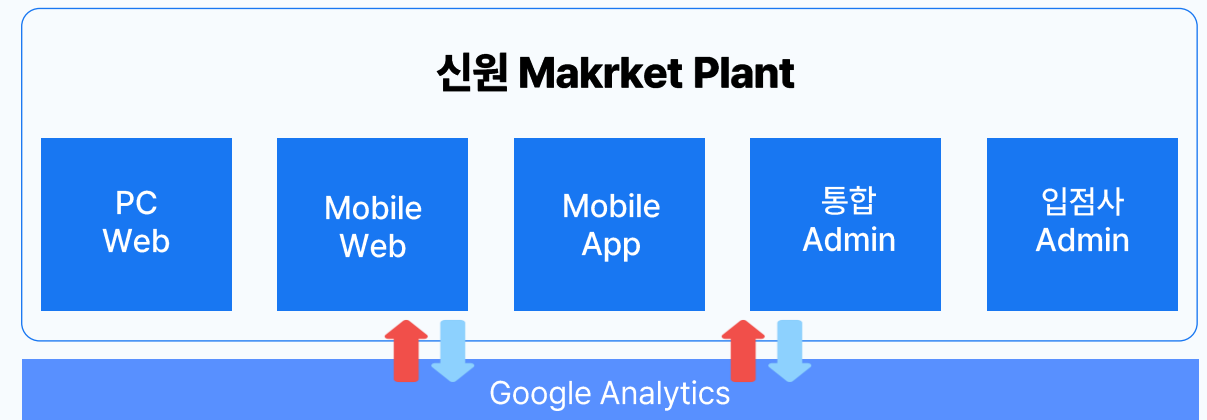 신원 Makrket Plant
PC
Web
Mobile
Web
Mobile
App
통합
Admin
입점사
Admin
Google Analytics